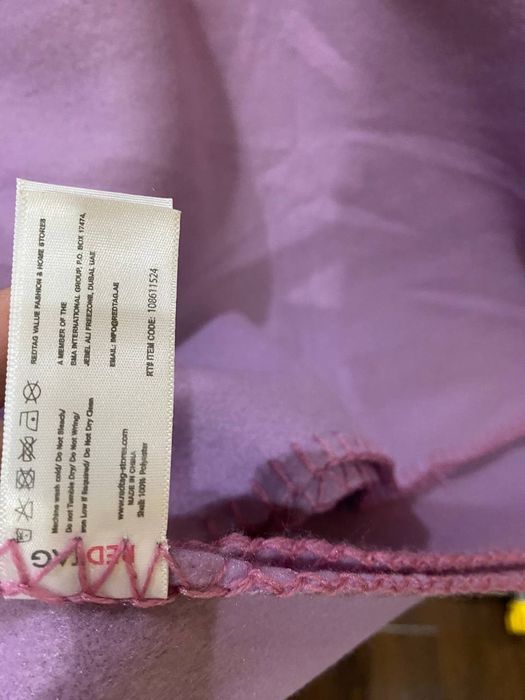 REDTAG
Machine wash cold/ Do Not Bleach/
Do not Tumble Dry/ Do Not Wring/
Iron Low If Required/ Do Not Dry Clean
www.redtag-stores.com
MADE IN CHINA
Shell: 100% Polyester
REDTAG VALUE FASHION & HOME STORES
A MEMBER OF THE
BMA INTERNATIONAL GROUP, P.O. BOX 17474,
JEBEL ALI FREEZONE, DUBAI, UAE
EMAIL: INFO@REDTAG.AE
RT# ITEM CODE: 108611524